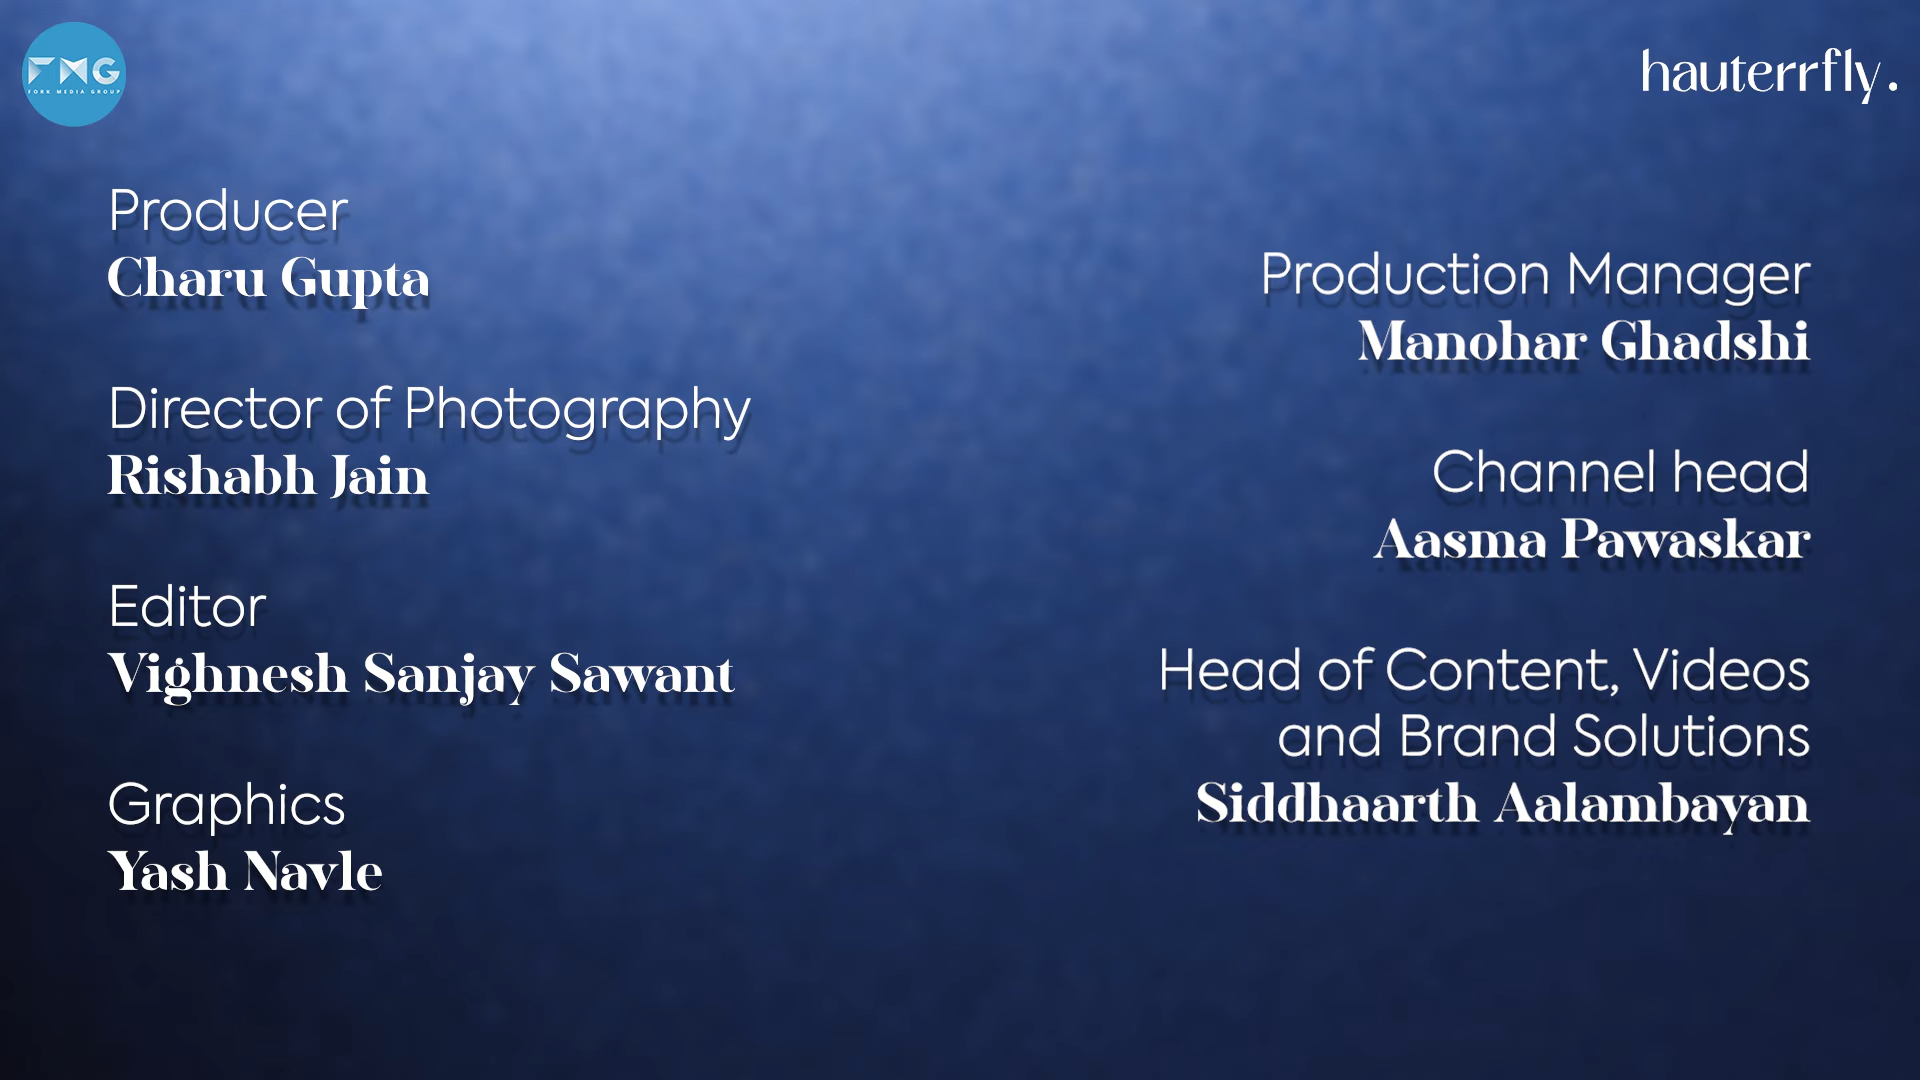 FMG
FORK MEDIA GROUP
hauterrfly.
Producer
Charu Gupta
Director of Photography
Rishabh Jain
Editor
Vighnesh Sanjay Sawant
Graphics
Yash Navle
Production Manager
Manohar Ghadshi
Channel head
Aasma Pawaskar
Head of Content, Videos
and Brand Solutions
Siddhaarth Aalambayan